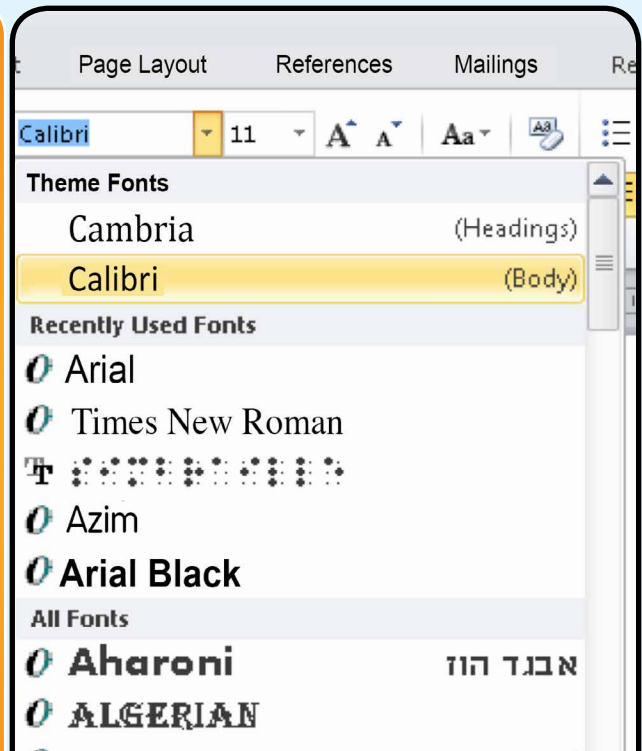 Page Layout References Mailings
Calibri 11 A A Aa
Theme Fonts
Cambria (Headings)
Calibri (Body)
Recently Used Fonts
Arial
Times New Roman
Azim
Arial Black
All Fonts
Aharoni אבגד הוז
ALGERIAN